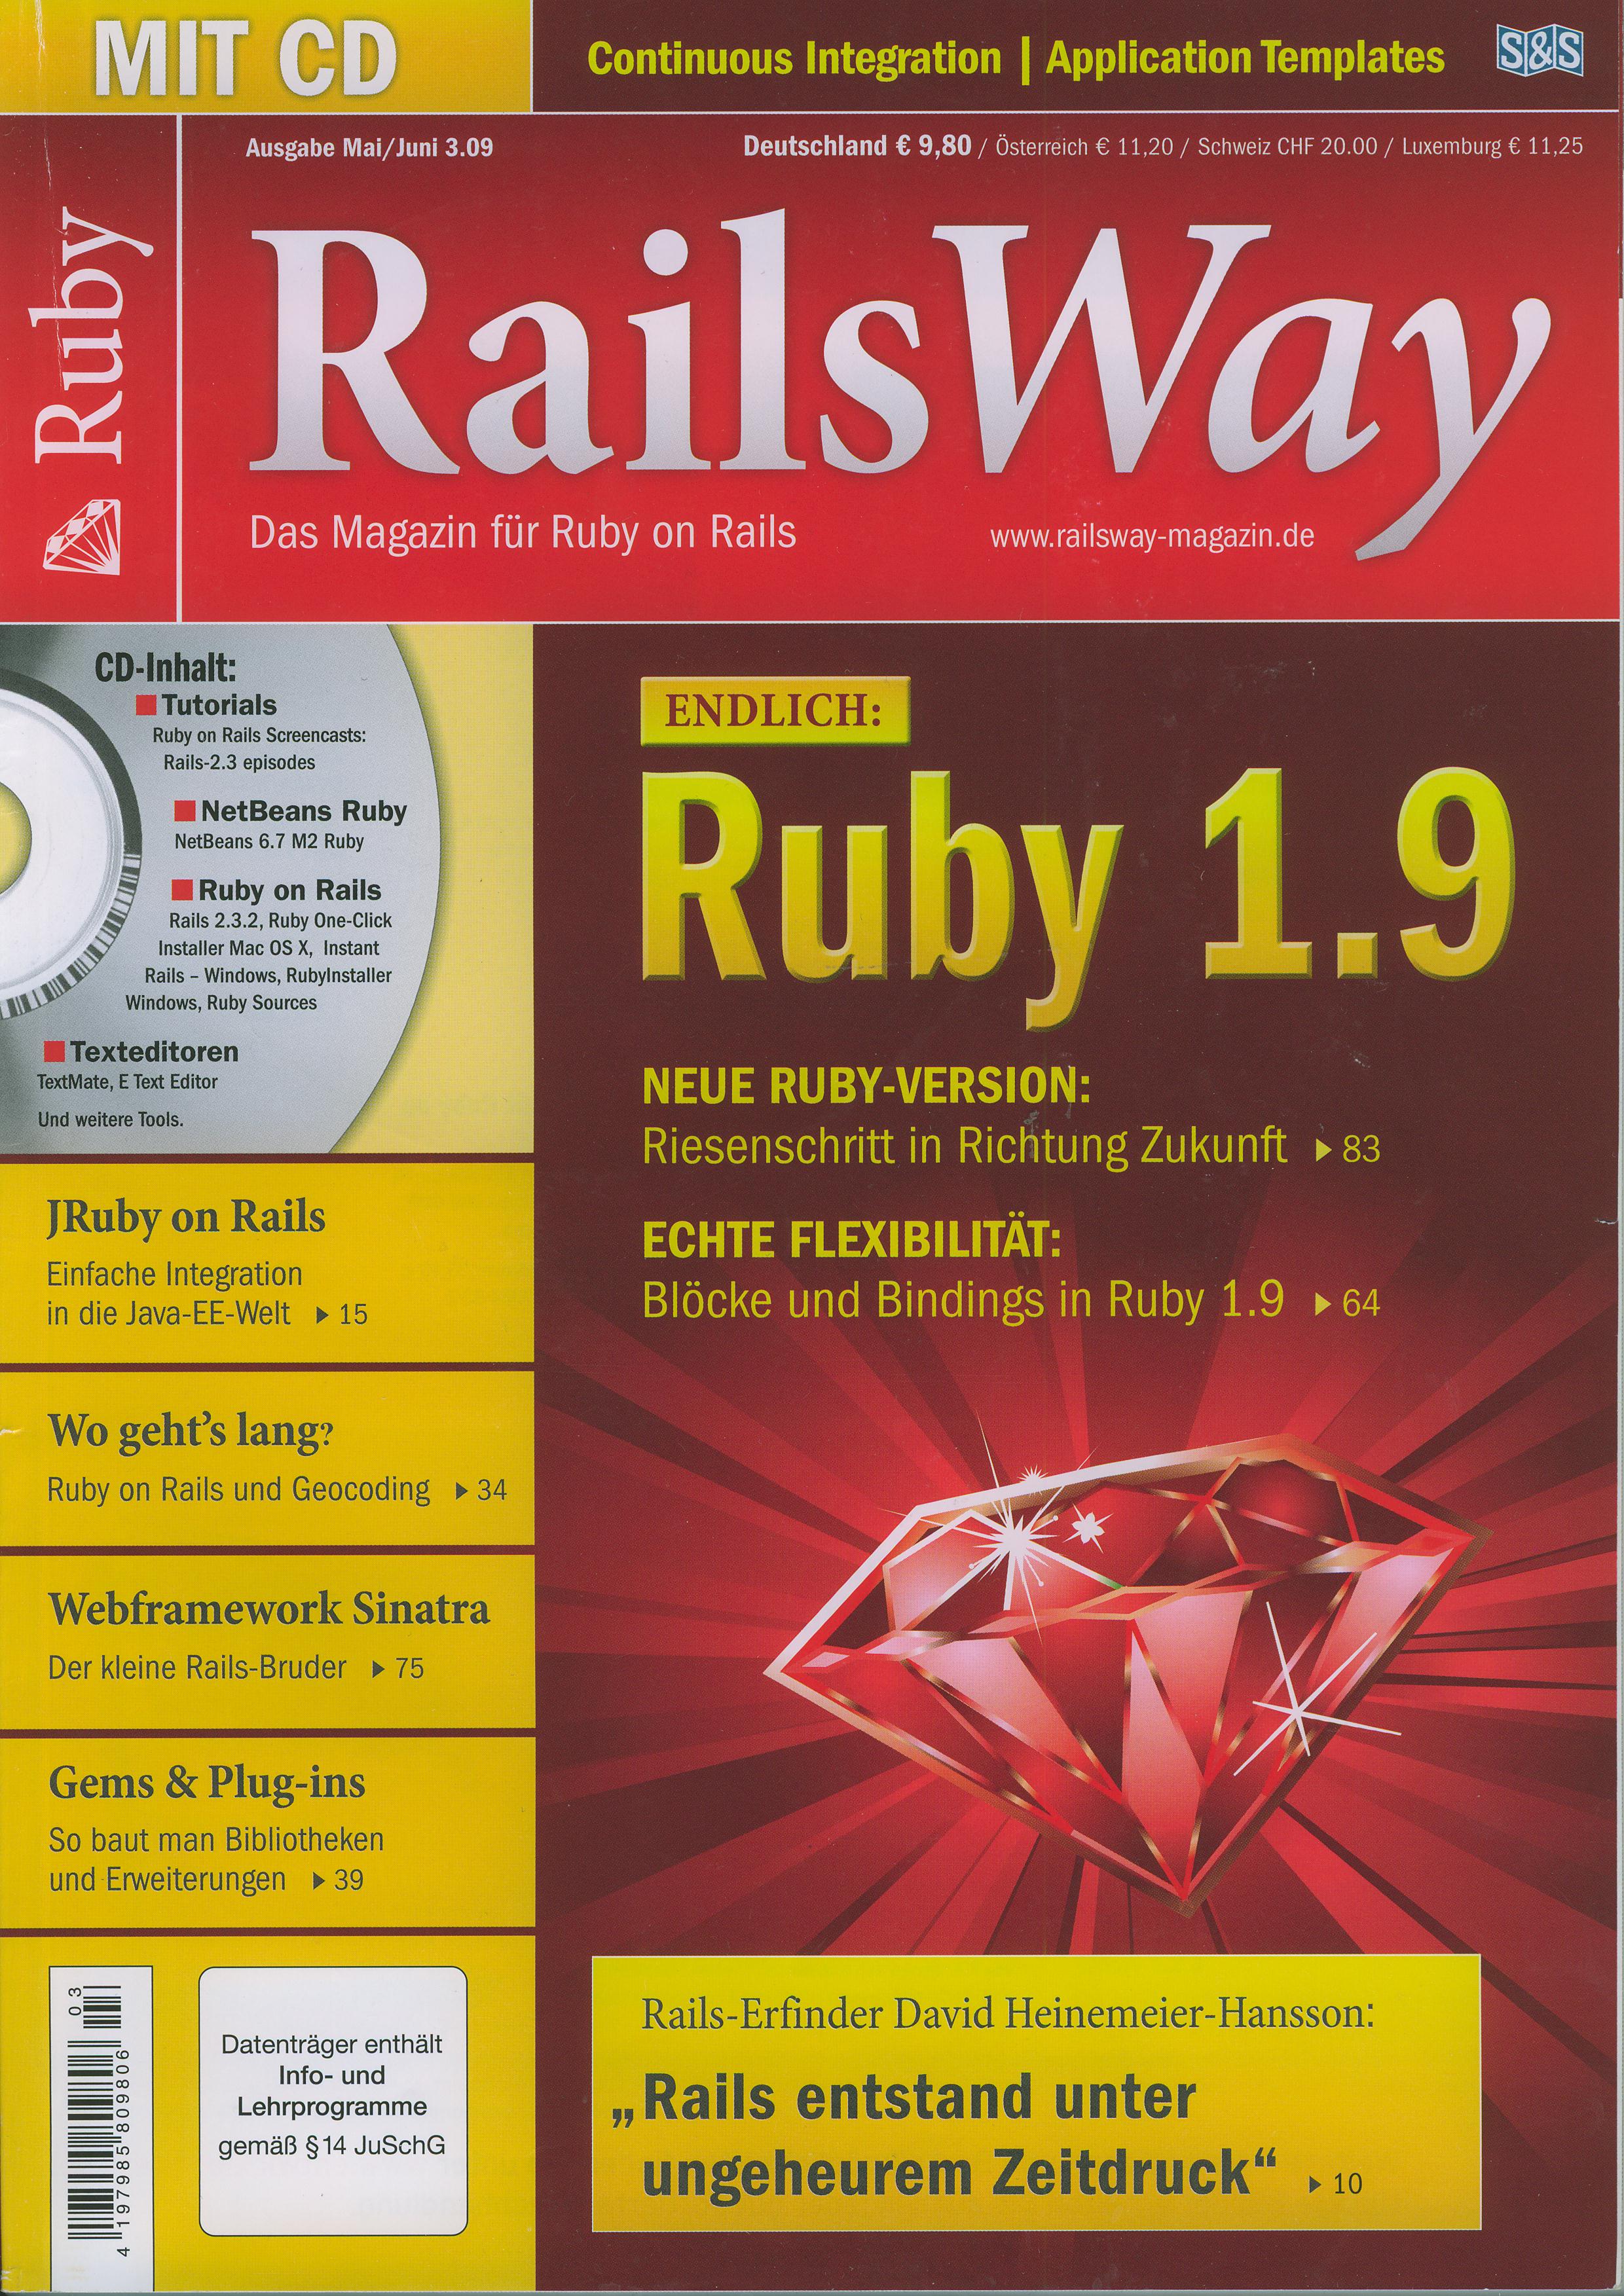 MIT CD
Continuous Integration | Application Templates
S&S
Ausgabe Mai/Juni 3.09
Deutschland € 9,80 / Österreich € 11,20 / Schweiz CHF 20.00 / Luxemburg € 11,25
Ruby
RailsWay
Das Magazin für Ruby on Rails
www.railsway-magazin.de
CD-Inhalt:
Tutorials
Ruby on Rails Screencasts:
Rails-2.3 episodes
NetBeans Ruby
NetBeans 6.7 M2 Ruby
Ruby on Rails
Rails 2.3.2, Ruby One-Click
Installer Mac OS X, Instant
Rails – Windows, RubyInstaller
Windows, Ruby Sources
Texteditoren
TextMate, E Text Editor
Und weitere Tools.
ENDLICH:
Ruby 1.9
NEUE RUBY-VERSION:
Riesenschritt in Richtung Zukunft ▸ 83
ECHTE FLEXIBILITÄT:
Blöcke und Bindings in Ruby 1.9 ▸ 64
JRuby on Rails
Einfache Integration
in die Java-EE-Welt ▸ 15
Wo geht's lang?
Ruby on Rails und Geocoding ▸ 34
Webframework Sinatra
Der kleine Rails-Bruder ▸ 75
Gems & Plug-ins
So baut man Bibliotheken
und Erweiterungen ▸ 39
4 197985 809806 03
Datenträger enthält
Info- und
Lehrprogramme
gemäß § 14 JuSchG
Rails-Erfinder David Heinemeier-Hansson:
„Rails entstand unter
ungeheurem Zeitdruck“ ▸ 10